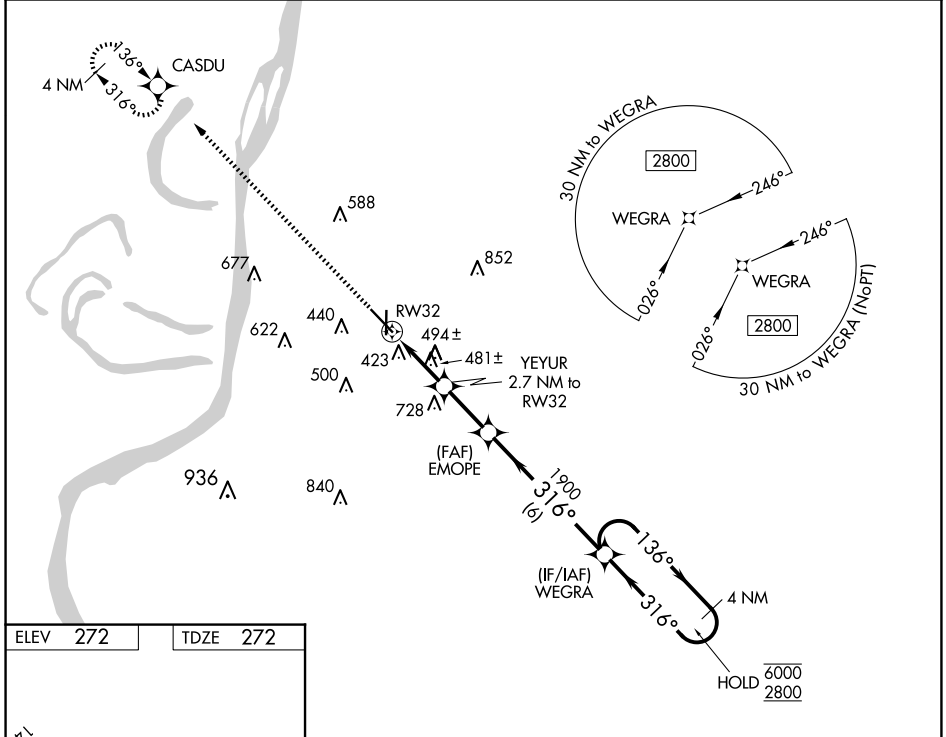 136°
CASDU
4 NM
316°
30 NM to WEGRA
2800
246°
WEGRA
026°
246°
WEGRA
026°
2800
30 NM to WEGRA (NoPT)
588
852
677
RW32
440
494±
622
423
481±
YEYUR
2.7 NM to
RW32
500
728
(FAF)
EMOPE
936
840
1900
316°
(6)
136°
(IF/IAF)
WEGRA
4 NM
316°
HOLD 6000
2800
ELEV 272
TDZE 272